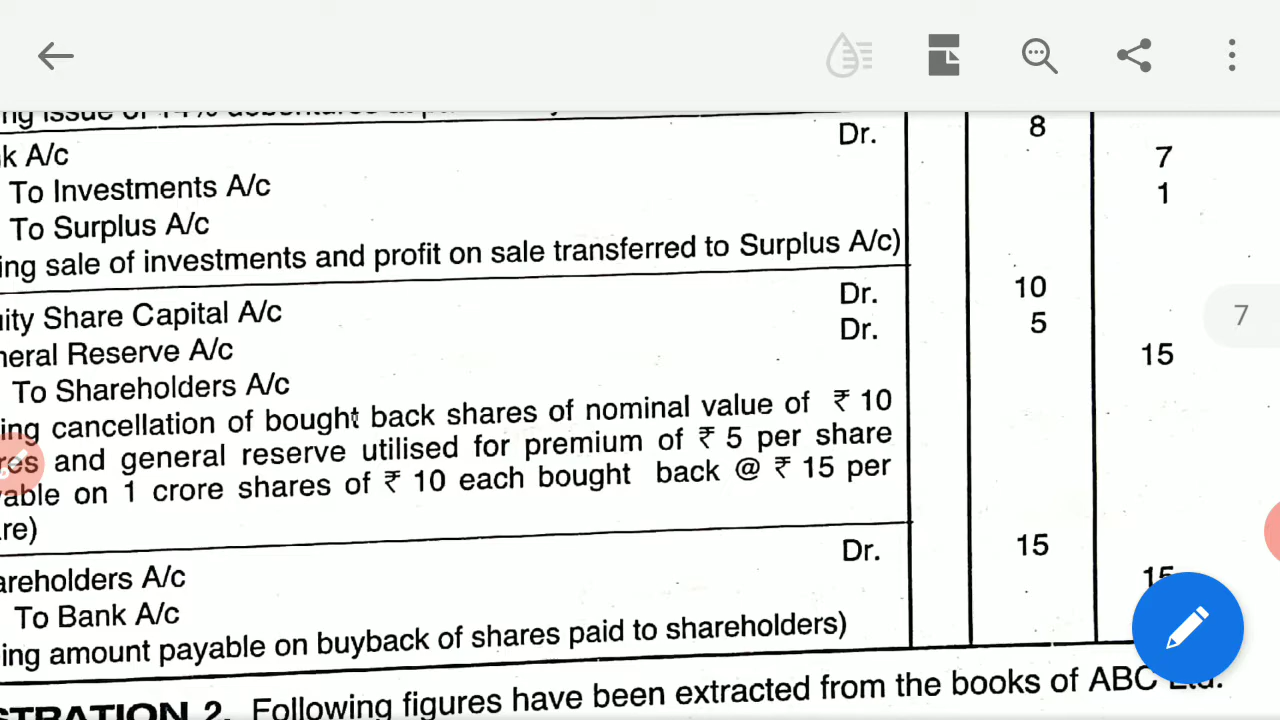 k A/c Dr. 8
To Investments A/c 7
To Surplus A/c 1
ing sale of investments and profit on sale transferred to Surplus A/c)
uity Share Capital A/c Dr. 10
neral Reserve A/c Dr. 5
To Shareholders A/c 15
ing cancellation of bought back shares of nominal value of ₹ 10
res and general reserve utilised for premium of ₹ 5 per share
yable on 1 crore shares of ₹ 10 each bought back @ ₹ 15 per
are)
areholders A/c Dr. 15
To Bank A/c 15
ing amount payable on buyback of shares paid to shareholders)
STRATION 2. Following figures have been extracted from the books of ABC Ltd.
7